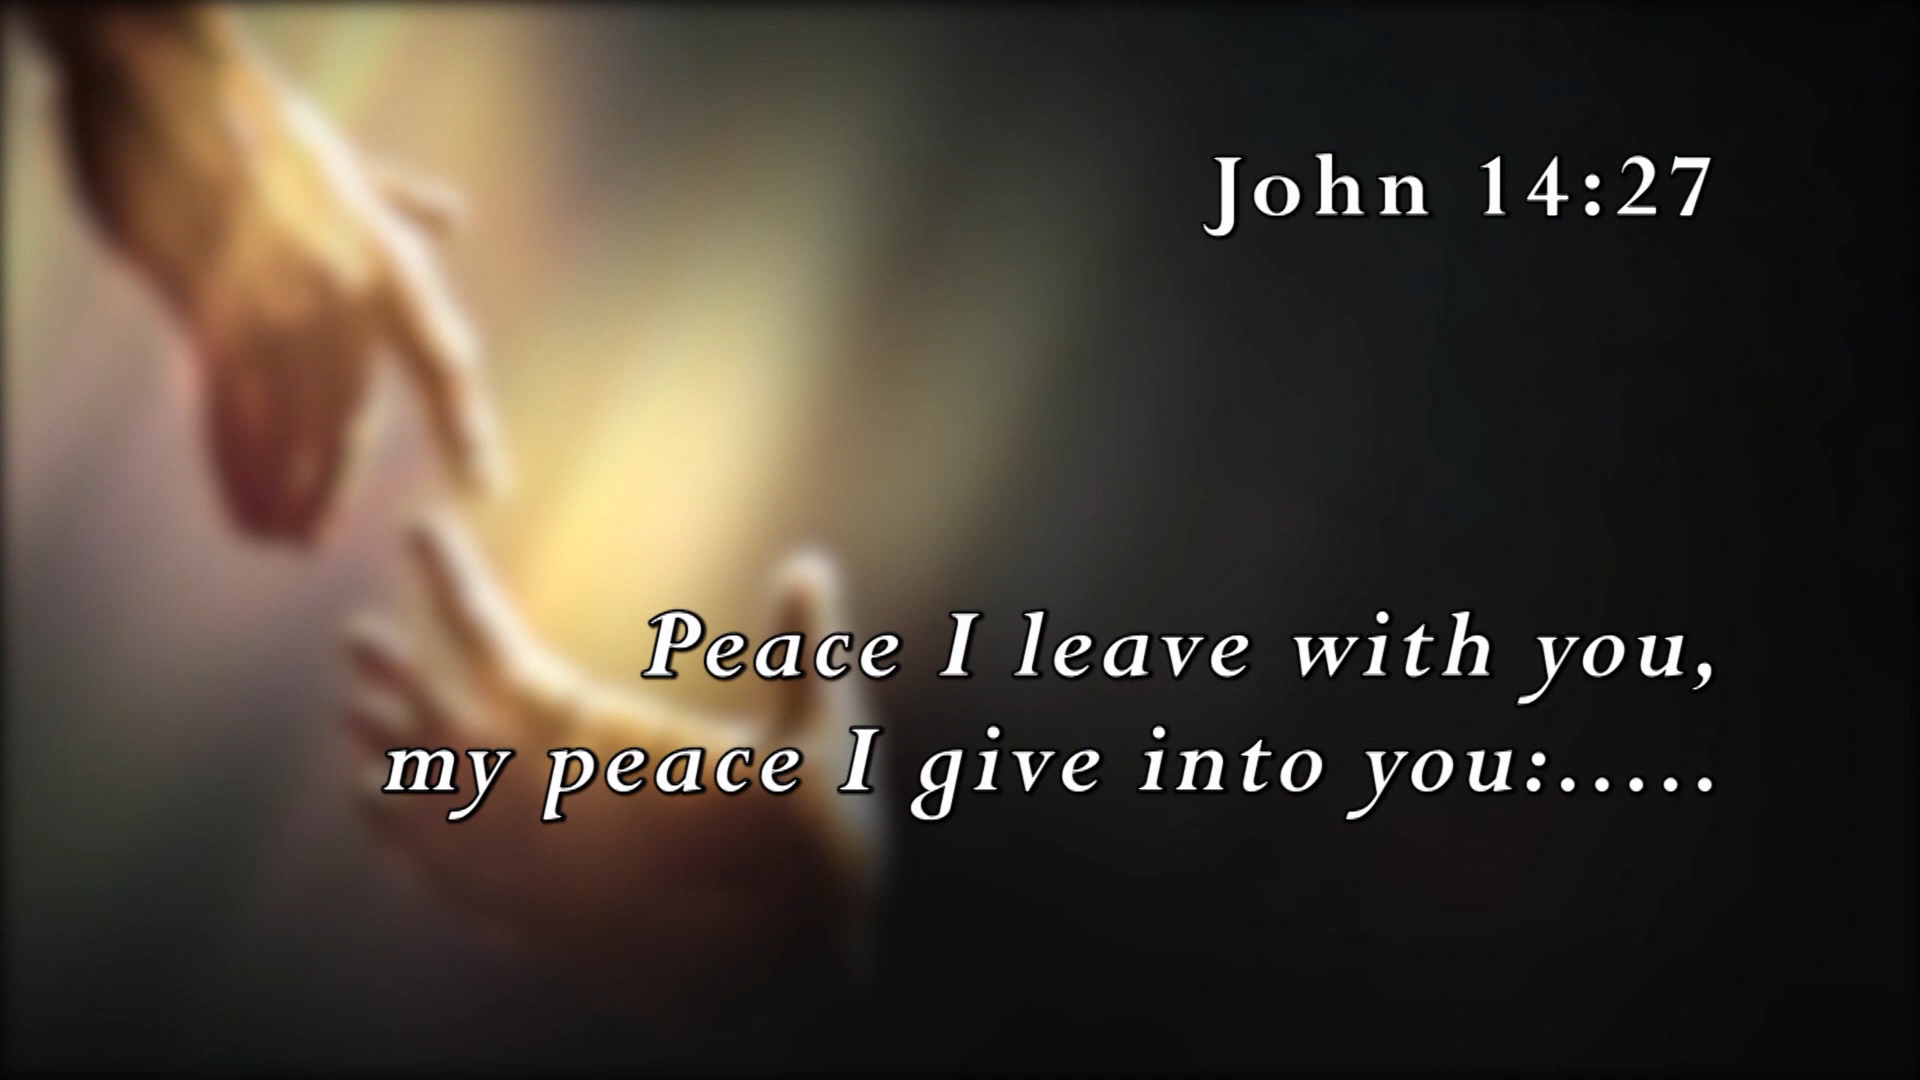 John 14:27
Peace I leave with you,
my peace I give into you:.....